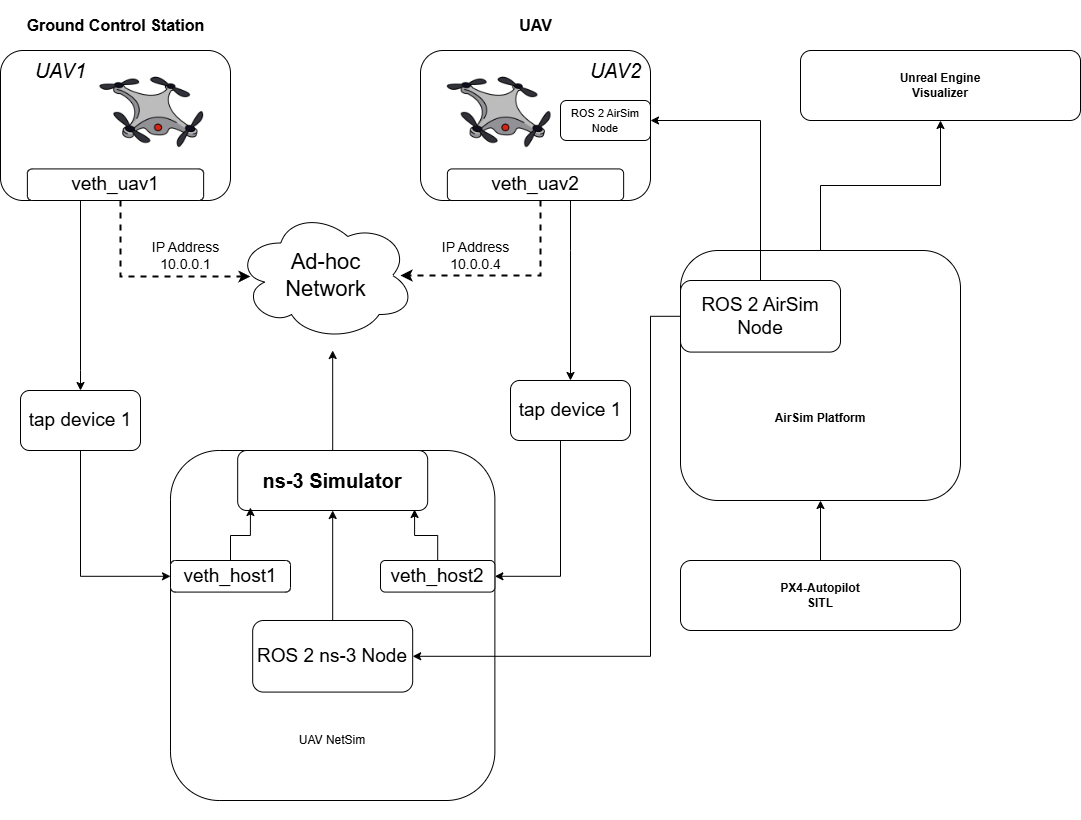 Ground Control Station
UAV
UAV1
UAV2
ROS 2 AirSim
Node
Unreal Engine
Visualizer
veth_uav1
veth_uav2
IP Address
10.0.0.1
Ad-hoc
Network
IP Address
10.0.0.4
ROS 2 AirSim
Node
tap device 1
tap device 1
AirSim Platform
ns-3 Simulator
veth_host1
veth_host2
PX4-Autopilot
SITL
ROS 2 ns-3 Node
UAV NetSim